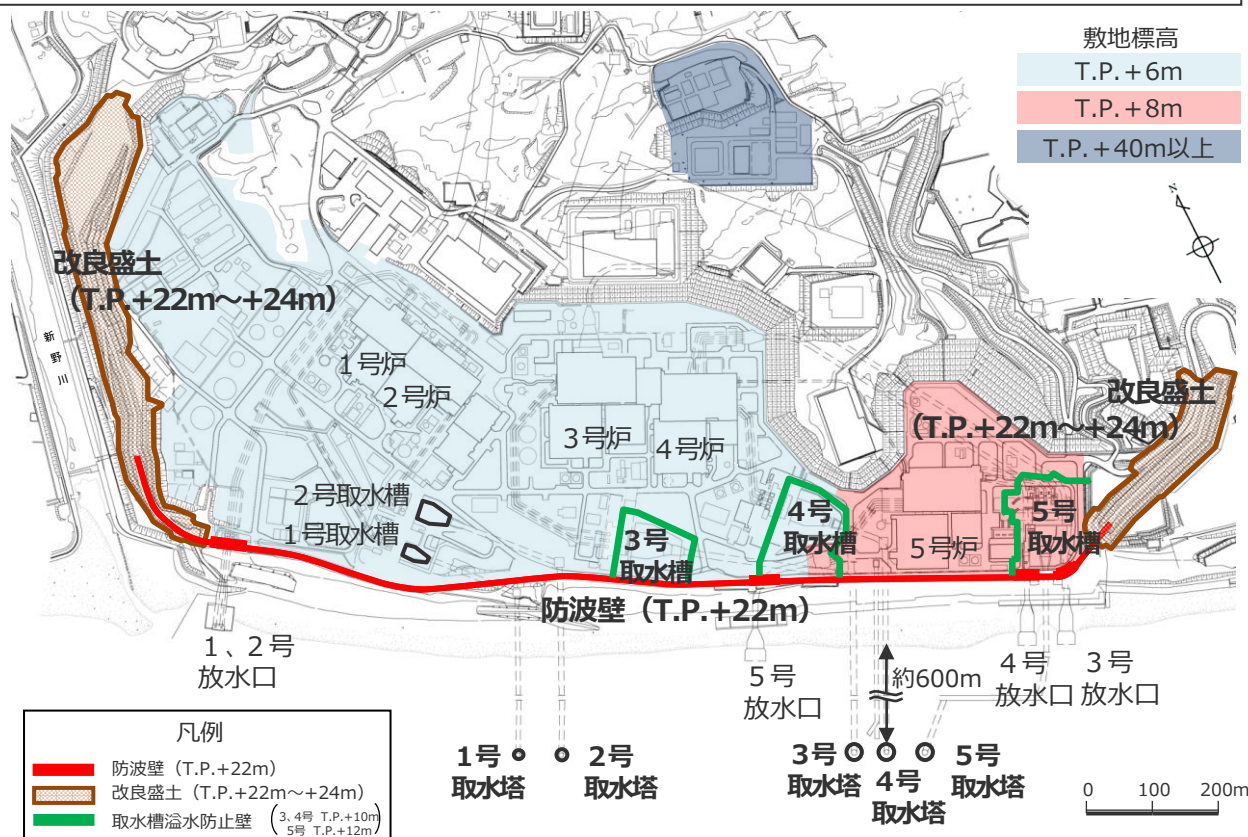 敷地標高
T.P.+6m
T.P.+8m
T.P.+40m以上
N
改良盛土
(T.P.+22m～+24m)
新野川
1号炉
2号炉
3号炉
4号炉
改良盛土
(T.P.+22m～+24m)
2号取水槽
1号取水槽
3号
取水槽
4号
取水槽
5号炉
5号
取水槽
防波壁（T.P.+22m）
1、2号
放水口
5号
放水口
約600m
4号
放水口
3号
放水口
1号
取水塔
2号
取水塔
3号
取水塔
4号
取水塔
5号
取水塔
0 100 200m
凡例
防波壁（T.P.+22m）
改良盛土（T.P.+22m～+24m）
取水槽溢水防止壁（3、4号 T.P.+10m
5号 T.P.+12m）